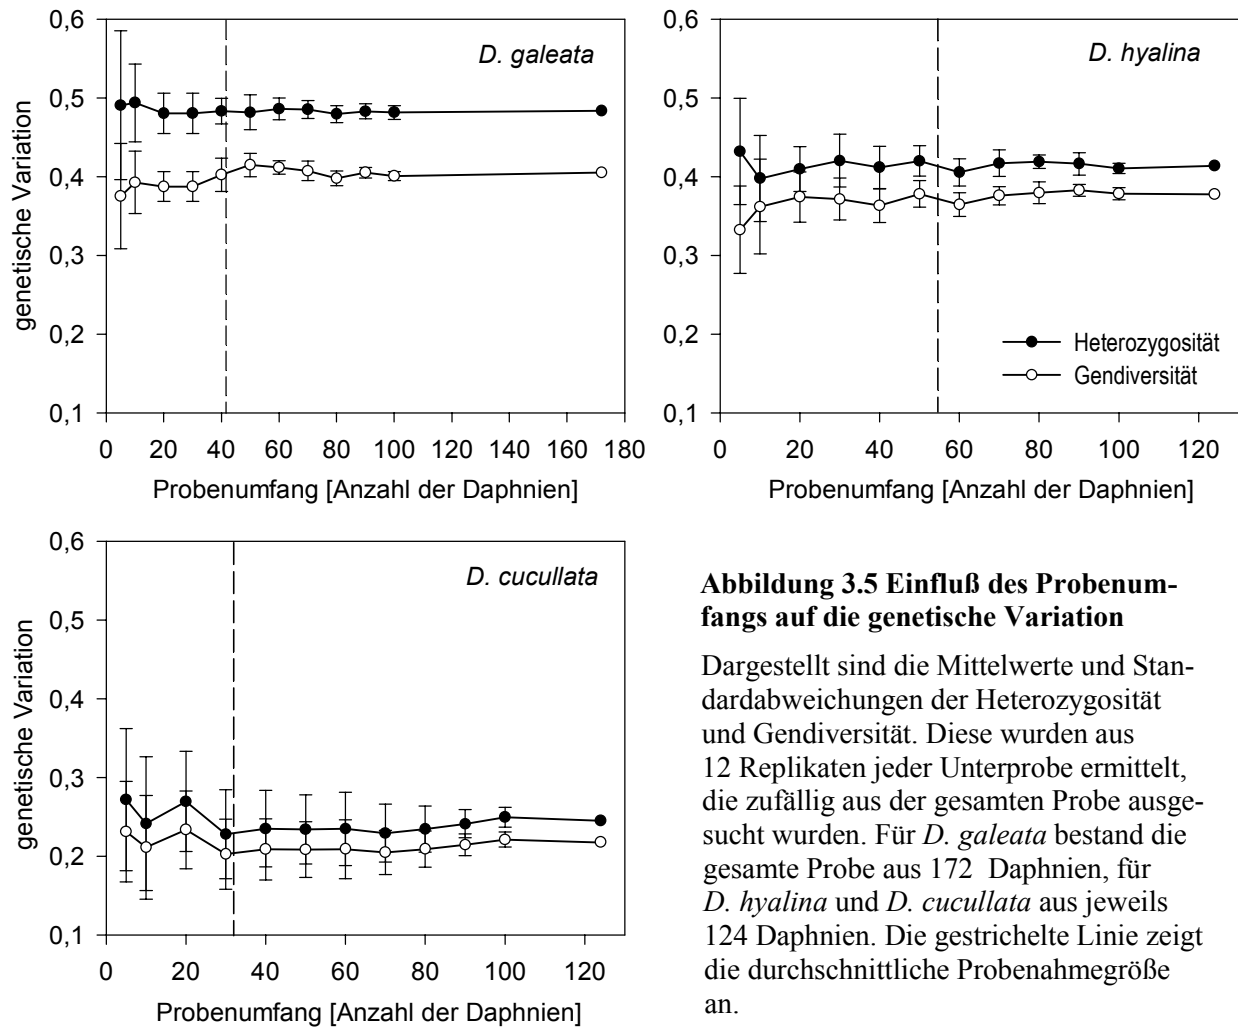 0,6
0,5
0,4
0,3
0,2
0,1
genetische Variation
D. galeata
0 20 40 60 80 100 120 140 160 180
Probenumfang [Anzahl der Daphnien]
0,6
0,5
0,4
0,3
0,2
0,1
D. hyalina
Heterozygosität
Gendiversität
0 20 40 60 80 100 120
Probenumfang [Anzahl der Daphnien]
0,6
0,5
0,4
0,3
0,2
0,1
genetische Variation
D. cucullata
0 20 40 60 80 100 120
Probenumfang [Anzahl der Daphnien]
Abbildung 3.5 Einfluß des Probenum-
fangs auf die genetische Variation
Dargestellt sind die Mittelwerte und Stan-
dardabweichungen der Heterozygosität
und Gendiversität. Diese wurden aus
12 Replikaten jeder Unterprobe ermittelt,
die zufällig aus der gesamten Probe ausge-
sucht wurden. Für D. galeata bestand die
gesamte Probe aus 172 Daphnien, für
D. hyalina und D. cucullata aus jeweils
124 Daphnien. Die gestrichelte Linie zeigt
die durchschnittliche Probenahmegröße
an.